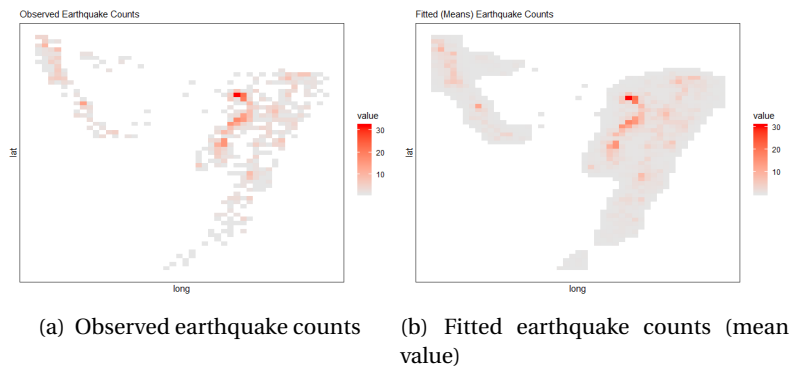 Observed Earthquake Counts
lat
long
value
30
20
10
(a) Observed earthquake counts
Fitted (Means) Earthquake Counts
lat
long
value
30
20
10
(b) Fitted earthquake counts (mean
value)